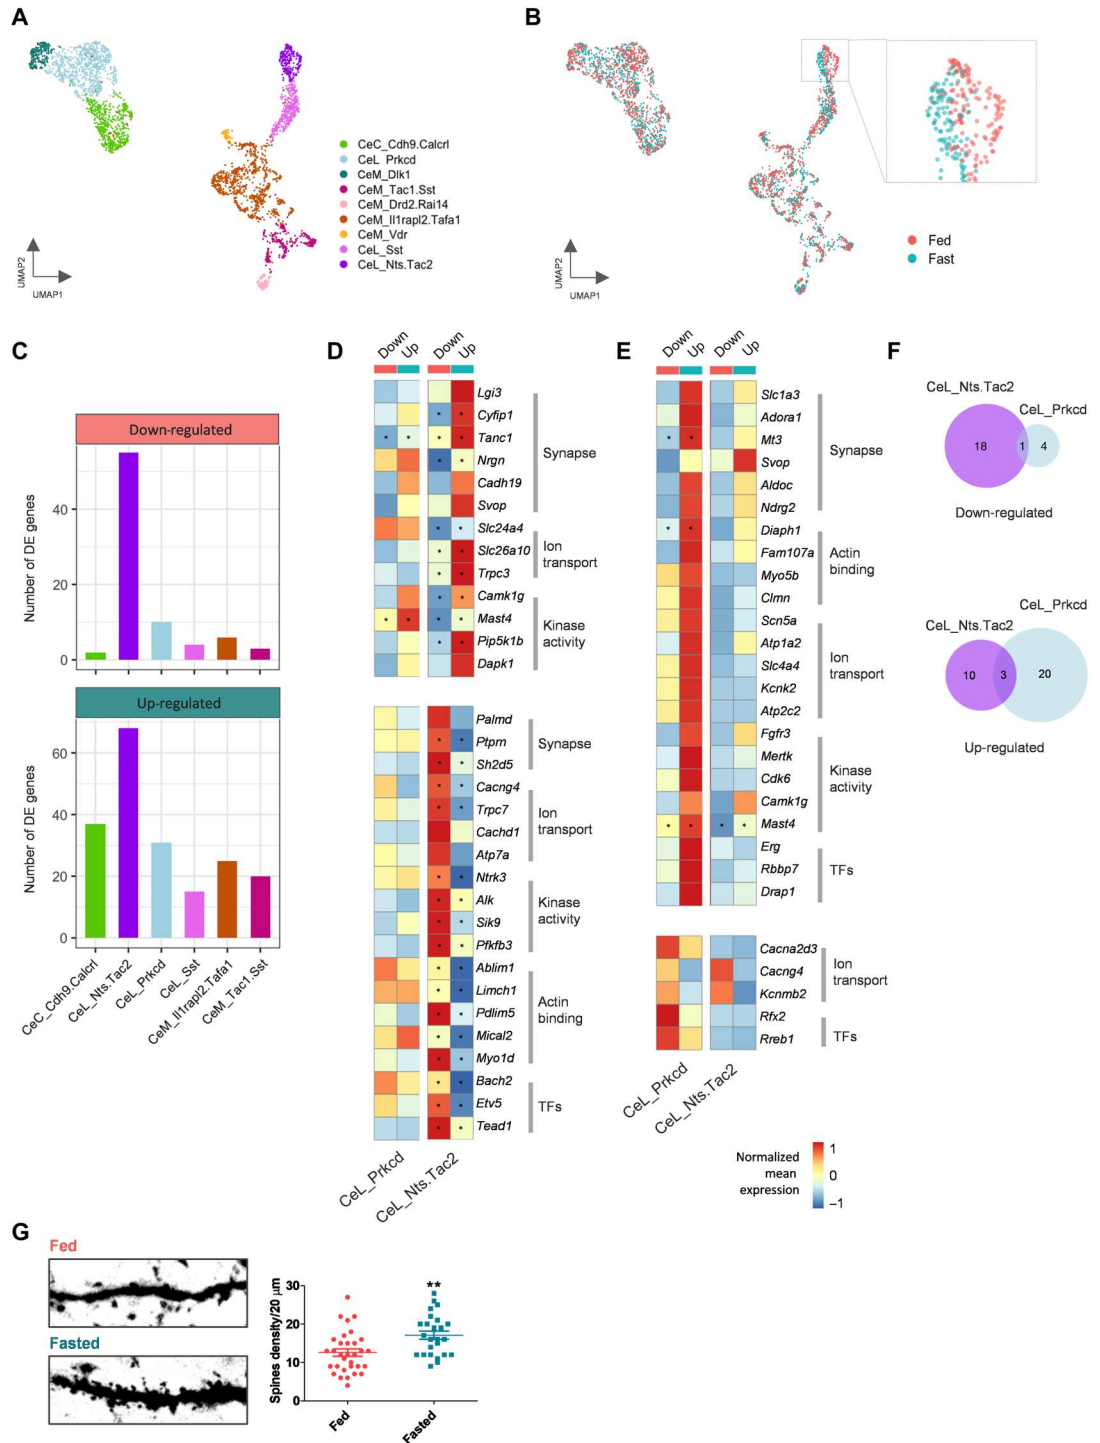 A
CeC_Cdh9.Calcrl
CeL_Prkcd
CeM_Dlk1
CeM_Tac1.Sst
CeM_Drd2.Rai14
CeM_Il1rapl2.Tafa1
CeM_Vdr
CeL_Sst
CeL_Nts.Tac2
UMAP2
UMAP1
B
Fed
Fast
UMAP2
UMAP1
C
Down-regulated
Number of DE genes
40
20
0
Up-regulated
Number of DE genes
60
40
20
0
CeC_Cdh9.Calcrl
CeL_Nts.Tac2
CeL_Prkcd
CeL_Sst
CeM_Il1rapl2.Tafa1
CeM_Tac1.Sst
D
Down
Up
Down
Up
Lgi3
Cyfip1
Tanc1
Nrgn
Cadh19
Svop
Slc24a4
Slc26a10
Trpc3
Camk1g
Mast4
Pip5k1b
Dapk1
Synapse
Ion
transport
Kinase
activity
Palmd
Ptprn
Sh2d5
Cacng4
Trpc7
Cachd1
Atp7a
Ntrk3
Alk
Sik9
Pfkfb3
Ablim1
Limch1
Pdlim5
Mical2
Myo1d
Bach2
Etv5
Tead1
Synapse
Ion
transport
Kinase
activity
Actin
binding
TFs
CeL_Prkcd
CeL_Nts.Tac2
E
Down
Up
Down
Up
Slc1a3
Adora1
Mt3
Svop
Aldoc
Ndrg2
Diaph1
Fam107a
Myo5b
Clmn
Scn5a
Atp1a2
Slc4a4
Kcnk2
Atp2c2
Fgfr3
Mertk
Cdk6
Camk1g
Mast4
Erg
Rbbp7
Drap1
Synapse
Actin
binding
Ion
transport
Kinase
activity
TFs
Cacna2d3
Cacng4
Kcnmb2
Rfx2
Rreb1
Ion
transport
TFs
CeL_Prkcd
CeL_Nts.Tac2
Normalized
mean
expression
1
0
−1
F
CeL_Nts.Tac2
CeL_Prkcd
18
1
4
Down-regulated
CeL_Prkcd
CeL_Nts.Tac2
10
3
20
Up-regulated
G
Fed
Fasted
Spines density/20 µm
30
20
10
0
**
Fed
Fasted